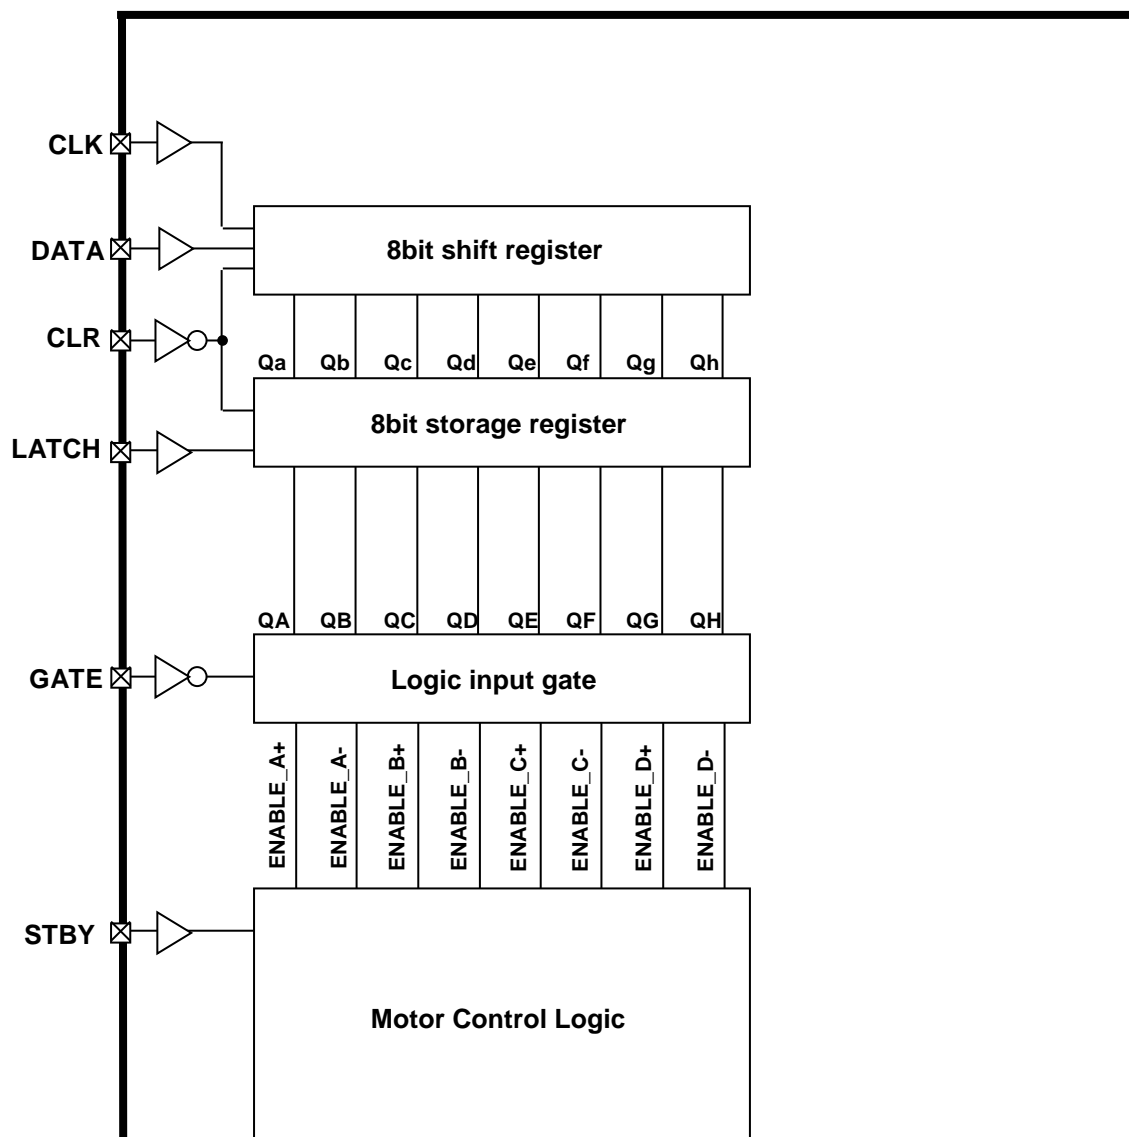 CLK
DATA
8bit shift register
CLR
Qa Qb Qc Qd Qe Qf Qg Qh
LATCH
8bit storage register
QA QB QC QD QE QF QG QH
GATE
Logic input gate
ENABLE_A+
ENABLE_A-
ENABLE_B+
ENABLE_B-
ENABLE_C+
ENABLE_C-
ENABLE_D+
ENABLE_D-
STBY
Motor Control Logic